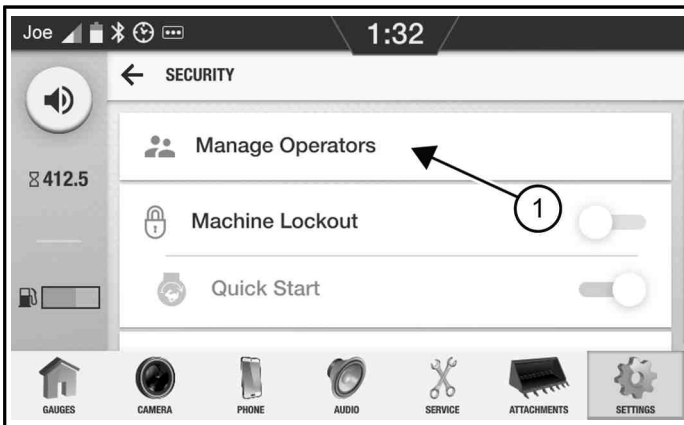 Joe 1:32
SECURITY
Manage Operators
412.5
1
Machine Lockout
Quick Start
GAUGES CAMERA PHONE AUDIO SERVICE ATTACHMENTS SETTINGS